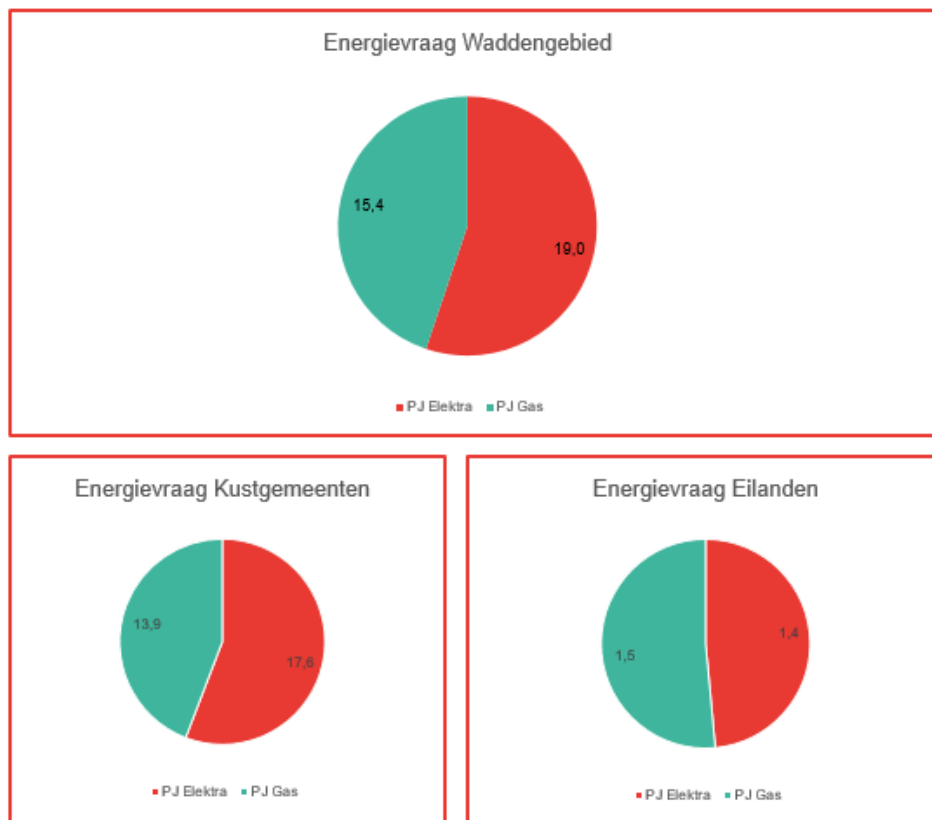 Energievraag Waddengebied
15,4
19,0
PJ Elektra PJ Gas
Energievraag Kustgemeenten
13,9
17,6
PJ Elektra PJ Gas
Energievraag Eilanden
1,4
1,5
PJ Elektra PJ Gas